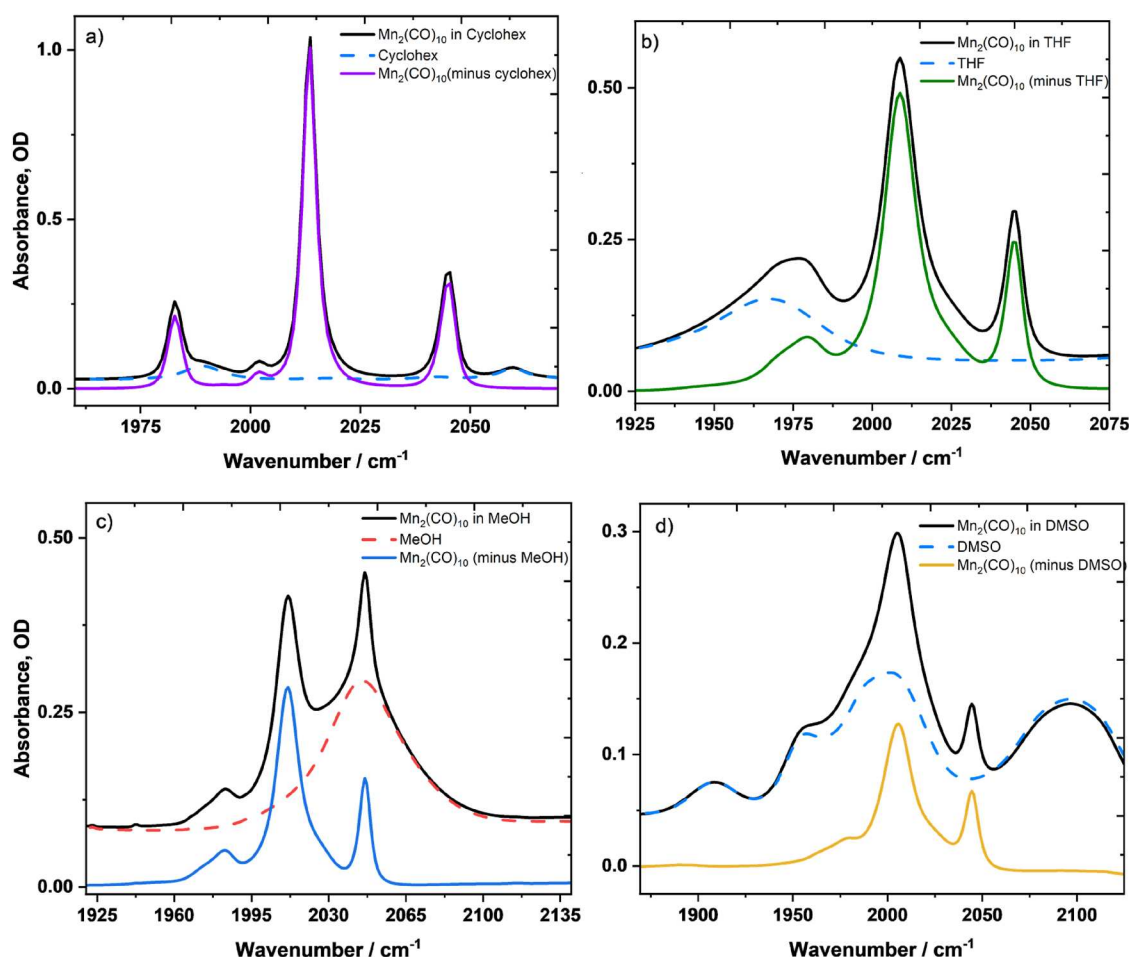 a)
Mn2(CO)10 in Cyclohex
Cyclohex
Mn2(CO)10(minus cyclohex)
1.0
0.5
0.0
Absorbance, OD
1975 2000 2025 2050
Wavenumber / cm-1
b)
Mn2(CO)10 in THF
THF
Mn2(CO)10 (minus THF)
0.50
0.25
0.00
1925 1950 1975 2000 2025 2050 2075
Wavenumber / cm-1
c)
Mn2(CO)10 in MeOH
MeOH
Mn2(CO)10 (minus MeOH)
0.50
0.25
0.00
Absorbance, OD
1925 1960 1995 2030 2065 2100 2135
Wavenumber / cm-1
d)
Mn2(CO)10 in DMSO
DMSO
Mn2(CO)10 (minus DMSO)
0.3
0.2
0.1
0.0
1900 1950 2000 2050 2100
Wavenumber / cm-1